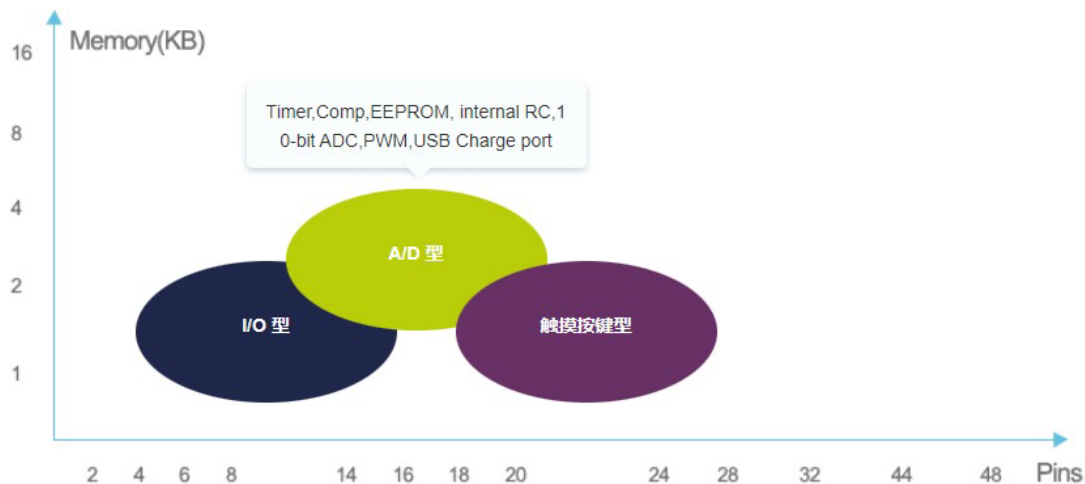 Memory(KB)
16
Timer,Comp,EEPROM, internal RC,1
0-bit ADC,PWM,USB Charge port
8
4
A/D 型
2
I/O 型
触摸按键型
1
2 4 6 8 14 16 18 20 24 28 32 44 48 Pins